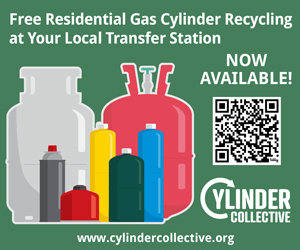 Free Residential Gas Cylinder Recycling
at Your Local Transfer Station
NOW
AVAILABLE!
CYLINDER
COLLECTIVE
www.cylindercollective.org